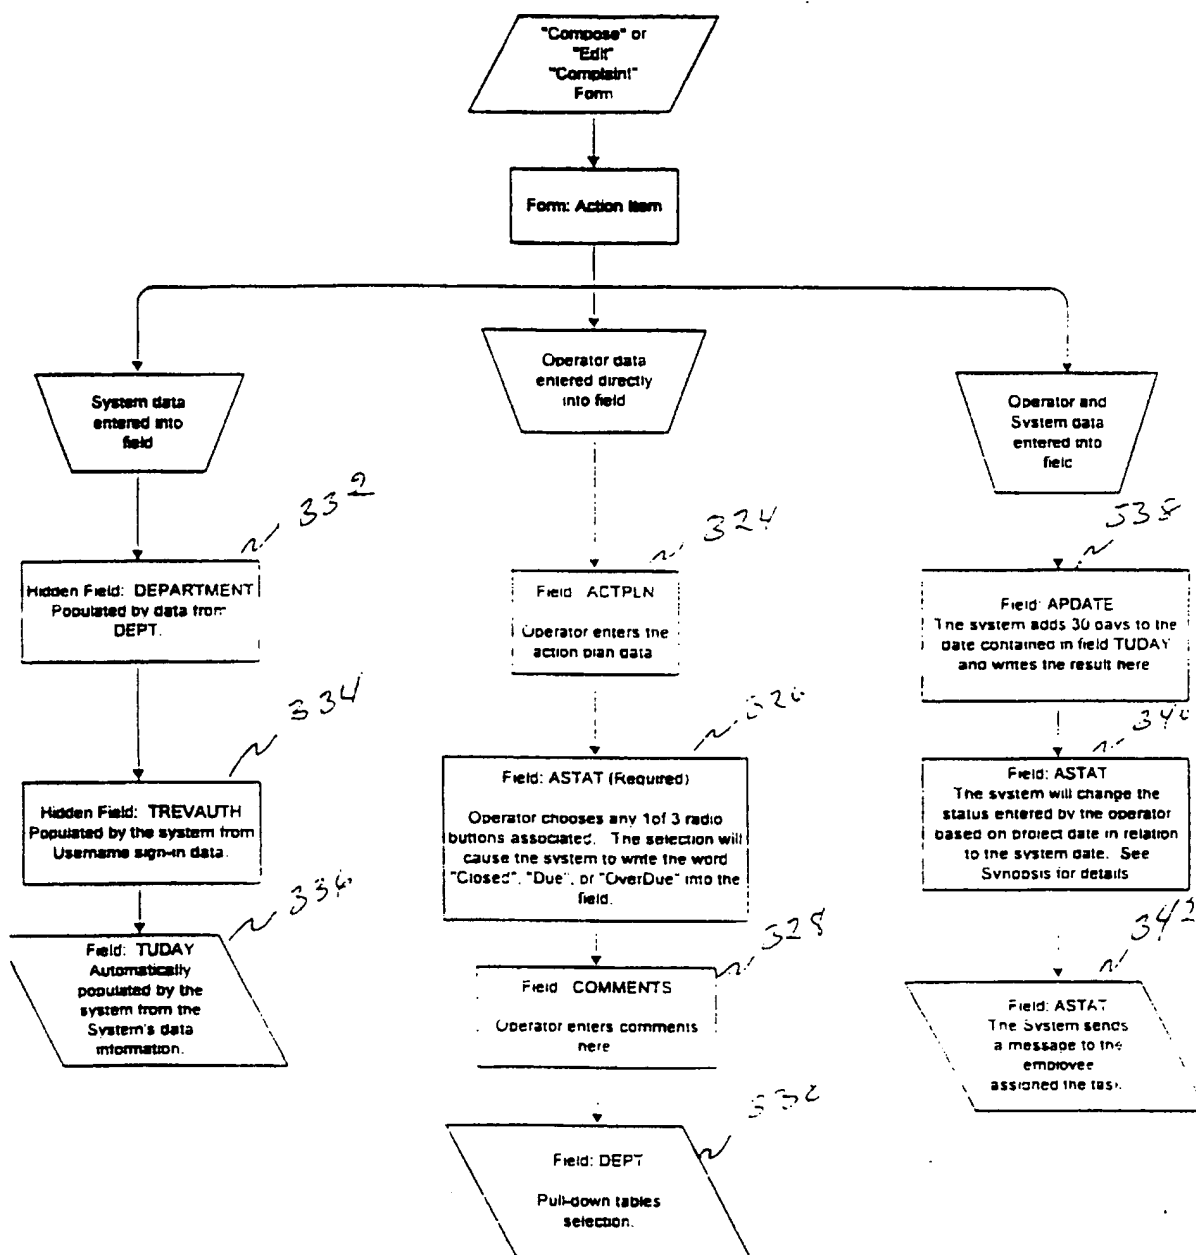 "Compose" or
"Edit"
"Complaint"
Form
Form: Action Item
System data
entered into
field
Operator data
entered directly
into field
Operator and
System data
entered into
field
332
Hidden Field: DEPARTMENT
Populated by data from
DEPT.
334
Hidden Field: TREVAUTH
Populated by the system from
Username sign-in data.
336
Field: TUDAY
Automatically
populated by the
system from the
System's data
information.
324
Field: ACTPLN
Operator enters the
action plan data
326
Field: ASTAT (Required)
Operator chooses any 1of 3 radio
buttons associated. The selection will
cause the system to write the word
"Closed", "Due", or "OverDue" into the
field.
328
Field: COMMENTS
Operator enters comments
here
330
Field: DEPT
Pull-down tables
selection.
338
Field: APDATE
The system adds 30 days to the
date contained in field TUDAY
and writes the result here
340
Field: ASTAT
The system will change the
status entered by the operator
based on project date in relation
to the system date. See
Synopsis for details
342
Field: ASTAT
The System sends
a message to the
employee
assigned the task.